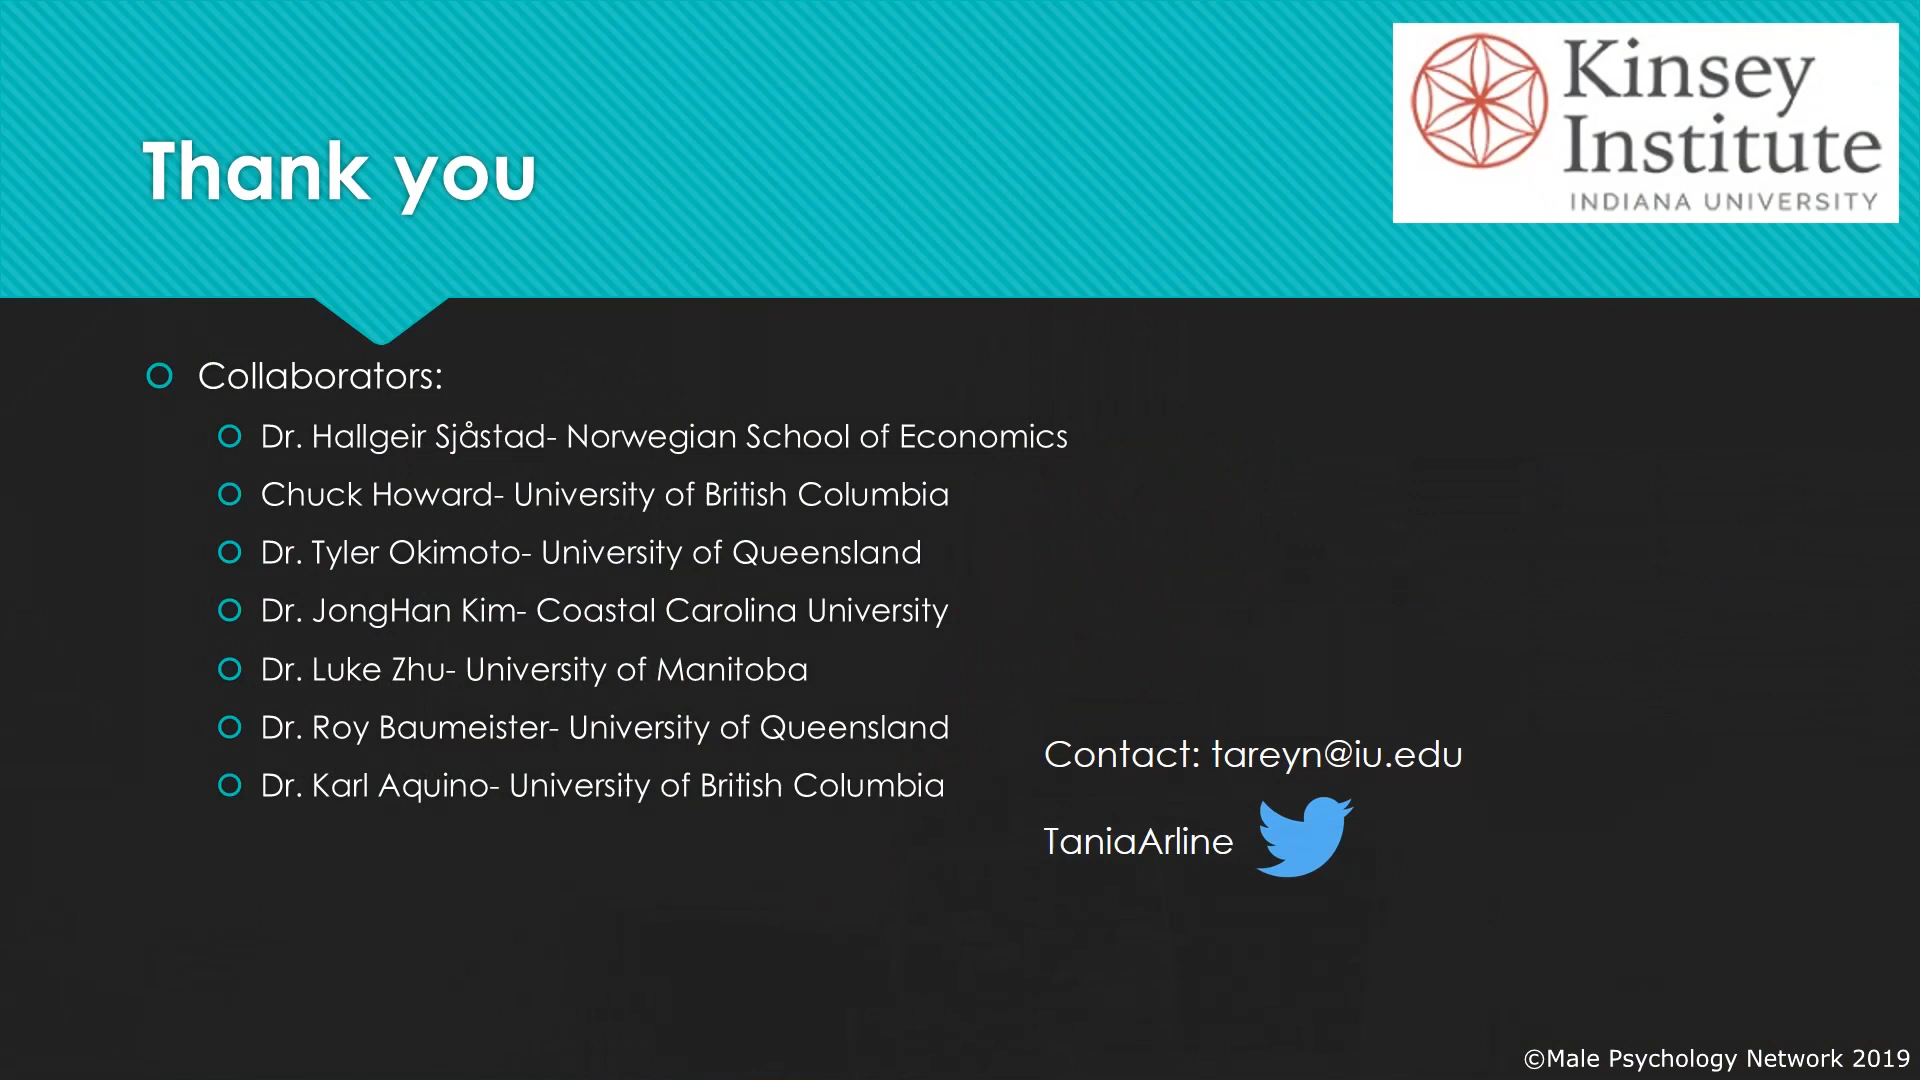 Kinsey
Institute
INDIANA UNIVERSITY
Thank you
Collaborators:
Dr. Hallgeir Sjåstad- Norwegian School of Economics
Chuck Howard- University of British Columbia
Dr. Tyler Okimoto- University of Queensland
Dr. JongHan Kim- Coastal Carolina University
Dr. Luke Zhu- University of Manitoba
Dr. Roy Baumeister- University of Queensland
Dr. Karl Aquino- University of British Columbia
Contact: tareyn@iu.edu
TaniaArline
©Male Psychology Network 2019